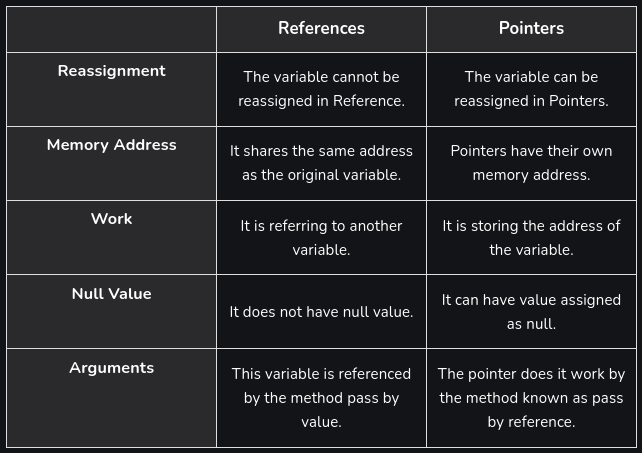 References
Pointers
Reassignment
The variable cannot be
reassigned in Reference.
The variable can be
reassigned in Pointers.
Memory Address
It shares the same address
as the original variable.
Pointers have their own
memory address.
Work
It is referring to another
variable.
It is storing the address of
the variable.
Null Value
It does not have null value.
It can have value assigned
as null.
Arguments
This variable is referenced
by the method pass by
value.
The pointer does it work by
the method known as pass
by reference.